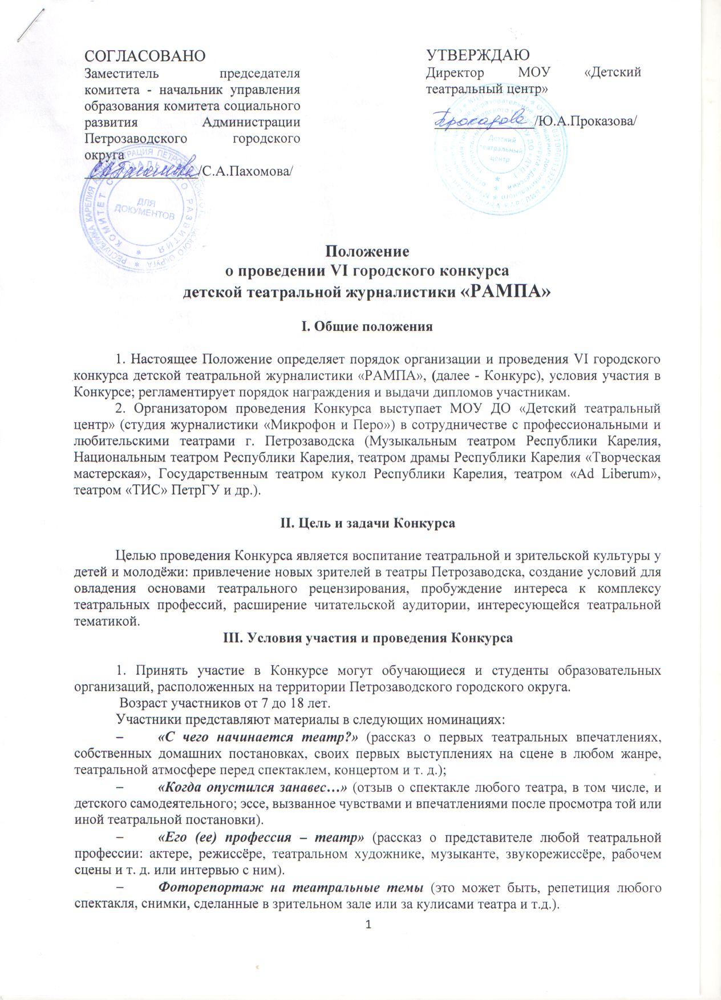 СОГЛАСОВАНО
Заместитель председателя
комитета - начальник управления
образования комитета социального
развития Администрации
Петрозаводского городского
округа
/С.А.Пахомова/
ДЛЯ
ДОКУМЕНТОВ
УТВЕРЖДАЮ
Директор МОУ «Детский
театральный центр»
Проказова /Ю.А.Проказова/
Детский
театральный
центр
Положение
о проведении VI городского конкурса
детской театральной журналистики «РАМПА»
I. Общие положения
1. Настоящее Положение определяет порядок организации и проведения VI городского
конкурса детской театральной журналистики «РАМПА», (далее - Конкурс), условия участия в
Конкурсе; регламентирует порядок награждения и выдачи дипломов участникам.
2. Организатором проведения Конкурса выступает МОУ ДО «Детский театральный
центр» (студия журналистики «Микрофон и Перо») в сотрудничестве с профессиональными и
любительскими театрами г. Петрозаводска (Музыкальным театром Республики Карелия,
Национальным театром Республики Карелия, театром драмы Республики Карелия «Творческая
мастерская», Государственным театром кукол Республики Карелия, театром «Ad Liberum»,
театром «ТИС» ПетрГУ и др.).
II. Цель и задачи Конкурса
Целью проведения Конкурса является воспитание театральной и зрительской культуры у
детей и молодёжи: привлечение новых зрителей в театры Петрозаводска, создание условий для
овладения основами театрального рецензирования, пробуждение интереса к комплексу
театральных профессий, расширение читательской аудитории, интересующейся театральной
тематикой.
III. Условия участия и проведения Конкурса
1. Принять участие в Конкурсе могут обучающиеся и студенты образовательных
организаций, расположенных на территории Петрозаводского городского округа.
Возраст участников от 7 до 18 лет.
Участники представляют материалы в следующих номинациях:
– «С чего начинается театр?» (рассказ о первых театральных впечатлениях,
собственных домашних постановках, своих первых выступлениях на сцене в любом жанре,
театральной атмосфере перед спектаклем, концертом и т. д.);
– «Когда опустился занавес…» (отзыв о спектакле любого театра, в том числе, и
детского самодеятельного; эссе, вызванное чувствами и впечатлениями после просмотра той или
иной театральной постановки).
– «Его (ее) профессия – театр» (рассказ о представителе любой театральной
профессии: актере, режиссёре, театральном художнике, музыканте, звукорежиссёре, рабочем
сцены и т. д. или интервью с ним).
– Фоторепортаж на театральные темы (это может быть, репетиция любого
спектакля, снимки, сделанные в зрительном зале или за кулисами театра и т.д.).
1